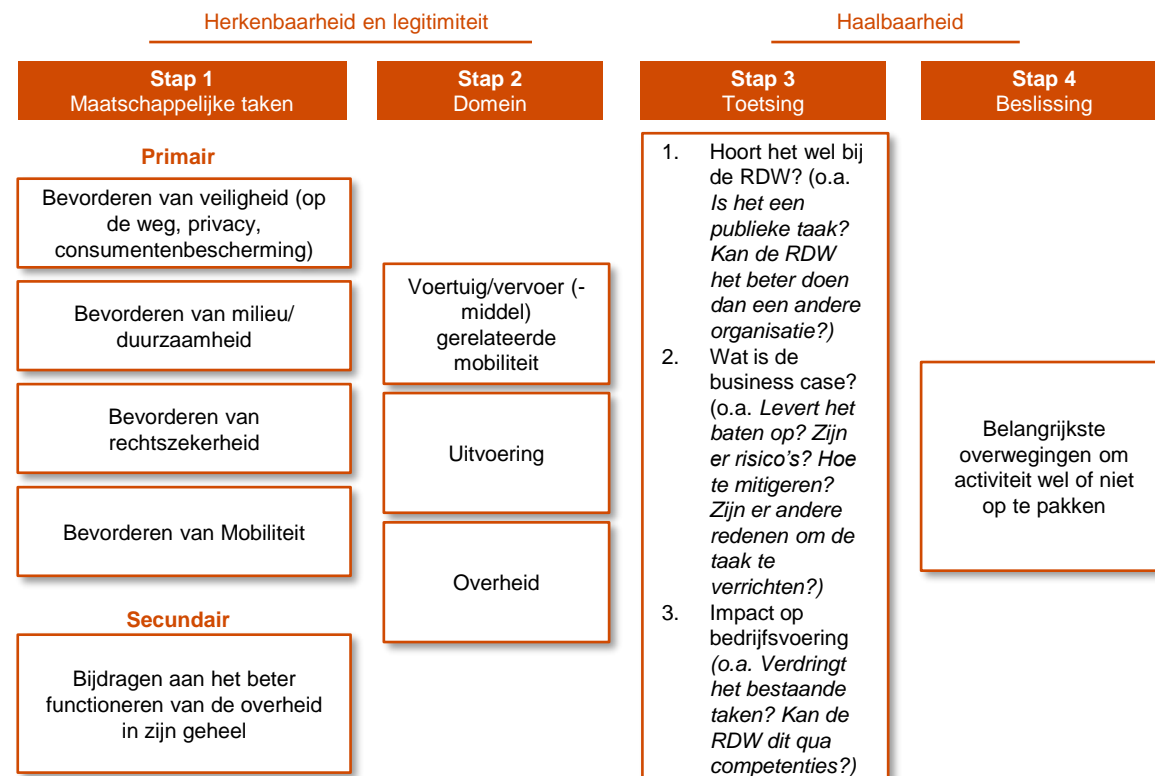 Herkenbaarheid en legitimiteit
Haalbaarheid
Stap 1
Maatschappelijke taken
Primair
Bevorderen van veiligheid (op
de weg, privacy,
consumentenbescherming)
Bevorderen van milieu/
duurzaamheid
Bevorderen van
rechtszekerheid
Bevorderen van Mobiliteit
Secundair
Bijdragen aan het beter
functioneren van de overheid
in zijn geheel
Stap 2
Domein
Voertuig/vervoer (-
middel)
gerelateerde
mobiliteit
Uitvoering
Overheid
Stap 3
Toetsing
1. Hoort het wel bij
de RDW? (o.a.
Is het een
publieke taak?
Kan de RDW
het beter doen
dan een andere
organisatie?)
2. Wat is de
business case?
(o.a. Levert het
baten op? Zijn
er risico's? Hoe
te mitigeren?
Zijn er andere
redenen om de
taak te
verrichten?)
3. Impact op
bedrijfsvoering
(o.a. Verdringt
het bestaande
taken? Kan de
RDW dit qua
competenties?)
Stap 4
Beslissing
Belangrijkste
overwegingen om
activiteit wel of niet
op te pakken